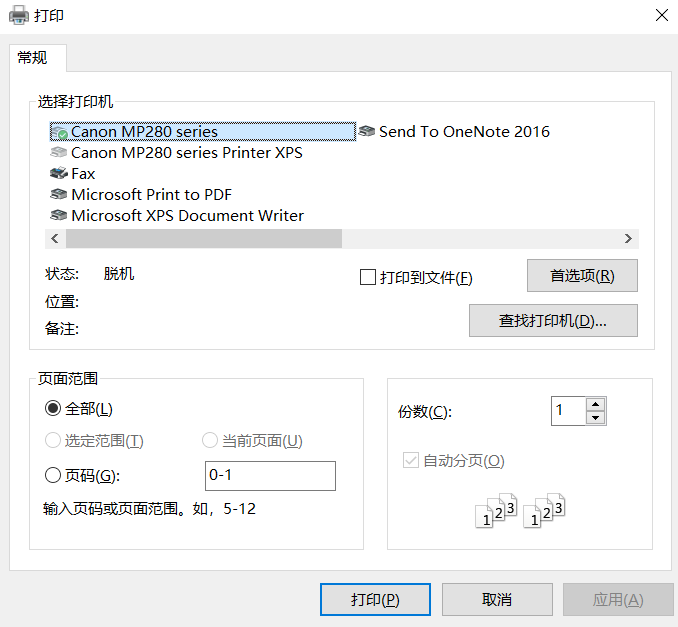 打印
常规
选择打印机
Canon MP280 series
Send To OneNote 2016
Canon MP280 series Printer XPS
Fax
Microsoft Print to PDF
Microsoft XPS Document Writer
状态: 脱机
打印到文件(F)
首选项(R)
位置:
查找打印机(D)...
备注:
页面范围
全部(L)
选定范围(T)
当前页面(U)
页码(G):
0-1
输入页码或页面范围。如，5-12
份数(C):
1
自动分页(O)
1 2 3 1 2 3
打印(P)
取消
应用(A)